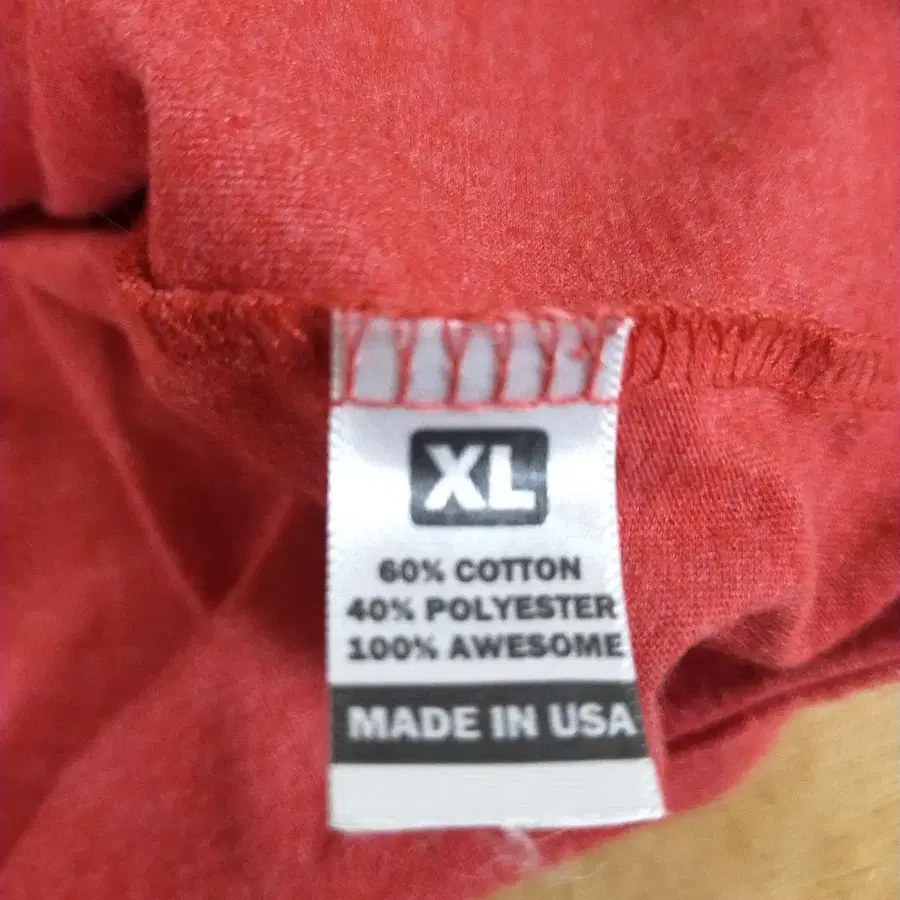 XL
60% COTTON
40% POLYESTER
100% AWESOME
MADE IN USA